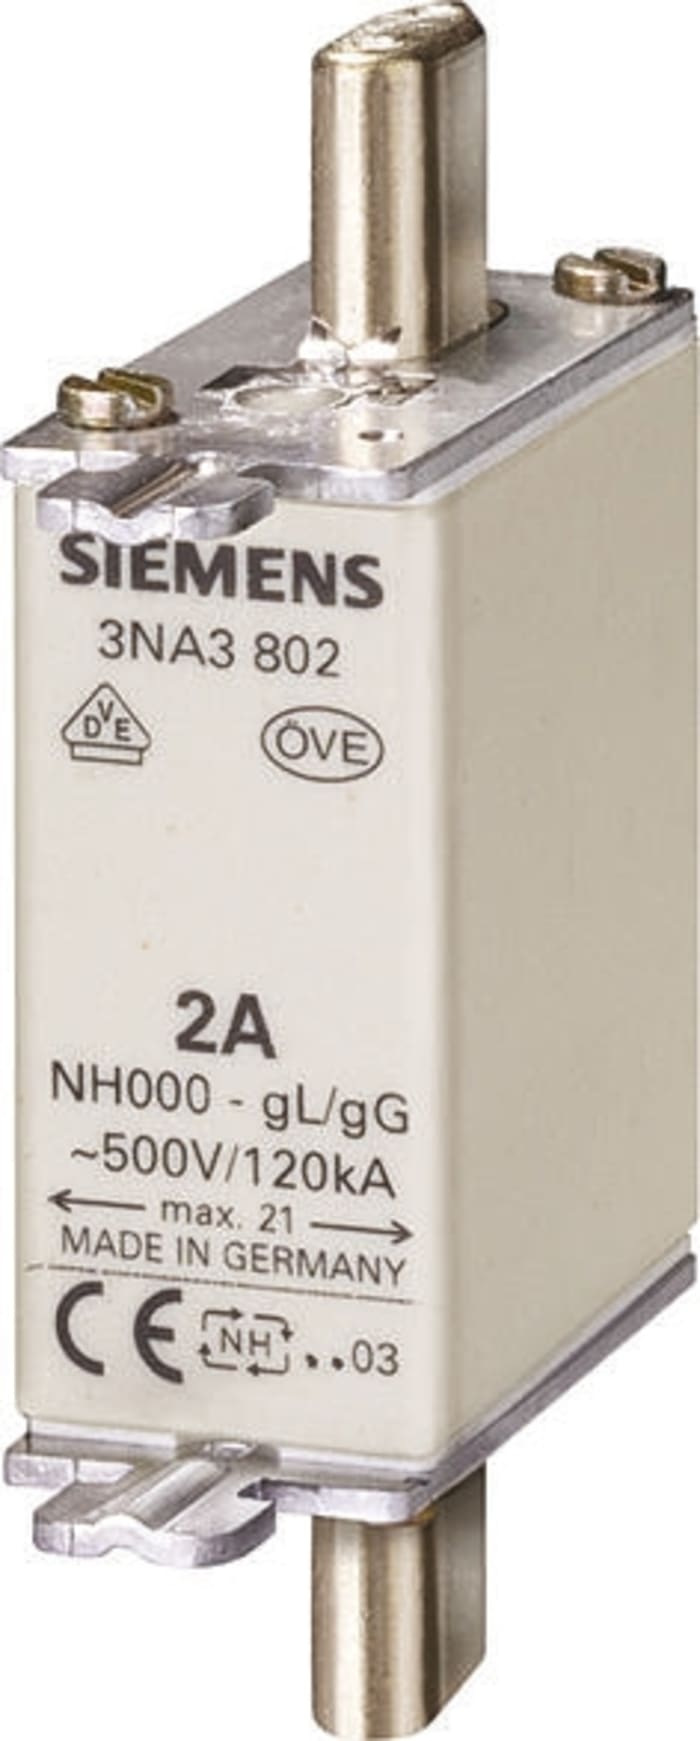 SIEMENS
3NA3 802
DVE ÖVE
2A
NH000 - gL/gG
~500V/120kA
max. 21
MADE IN GERMANY
CE NH ..03